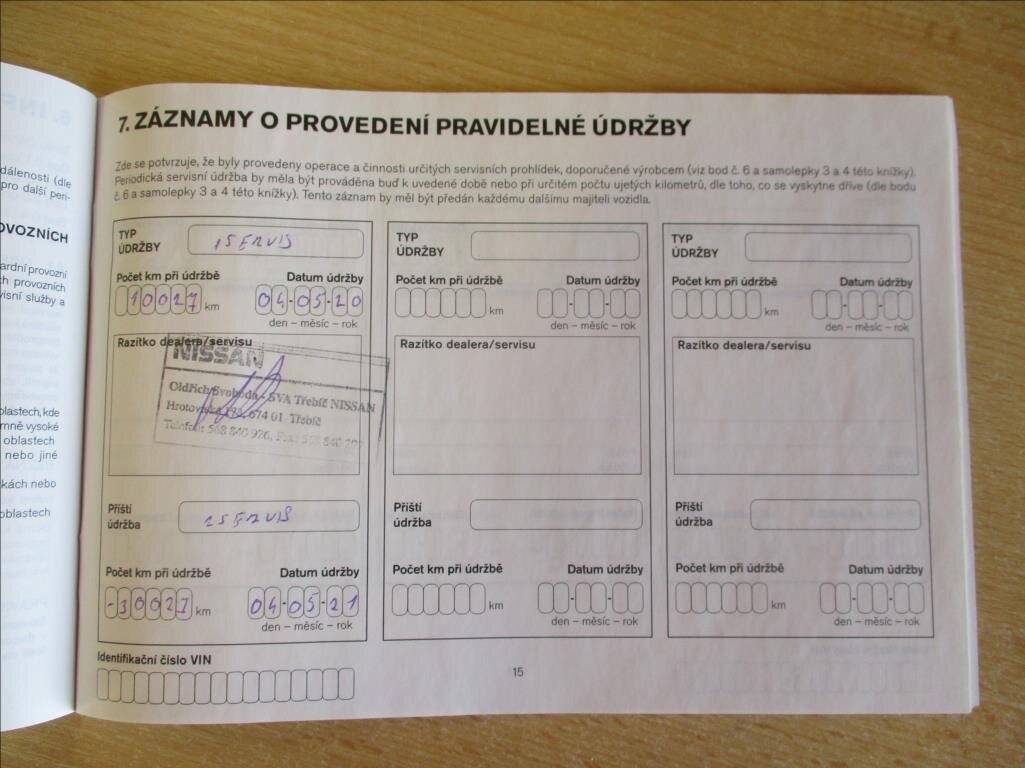 dálenosti (dle
pro další peri-
OVOZNÍCH
ardní provozní
ch provozních
visní služby a
blastech, kde
mně vysoké
oblastech
nebo jiné
kách nebo
oblastech
7. ZÁZNAMY O PROVEDENÍ PRAVIDELNÉ ÚDRŽBY
Zde se potvrzuje, že byly provedeny operace a činnosti určitých servisních prohlídek, doporučené výrobcem (viz bod č. 6 a samolepky 3 a 4 této knížky).
Periodická servisní údržba by měla být prováděna buď k uvedené době nebo při určitém počtu ujetých kilometrů, dle toho, co se vyskytne dříve (dle bodu
č. 6 a samolepky 3 a 4 této knížky). Tento záznam by měl být předán každému dalšímu majiteli vozidla.
TYP
ÚDRŽBY
1SERVIS
Počet km při údržbě Datum údržby
10027 km 04-05-20
den – měsíc – rok
Razítko dealera/servisu
NISSAN
Oldřich Svoboda - SVA Třebíč NISSAN
674 01 Třebíč
Telefon: 568 840 926, Fax: 568 840
Příští
údržba
2SERVIS
Počet km při údržbě Datum údržby
-30027 km 04-05-21
den – měsíc – rok
TYP
ÚDRŽBY
Počet km při údržbě Datum údržby
km
den – měsíc – rok
Razítko dealera/servisu
Příští
údržba
Počet km při údržbě Datum údržby
km
den – měsíc – rok
TYP
ÚDRŽBY
Počet km při údržbě Datum údržby
km
den – měsíc – rok
Razítko dealera/servisu
Příští
údržba
Počet km při údržbě Datum údržby
km
den – měsíc – rok
Identifikační číslo VIN
15